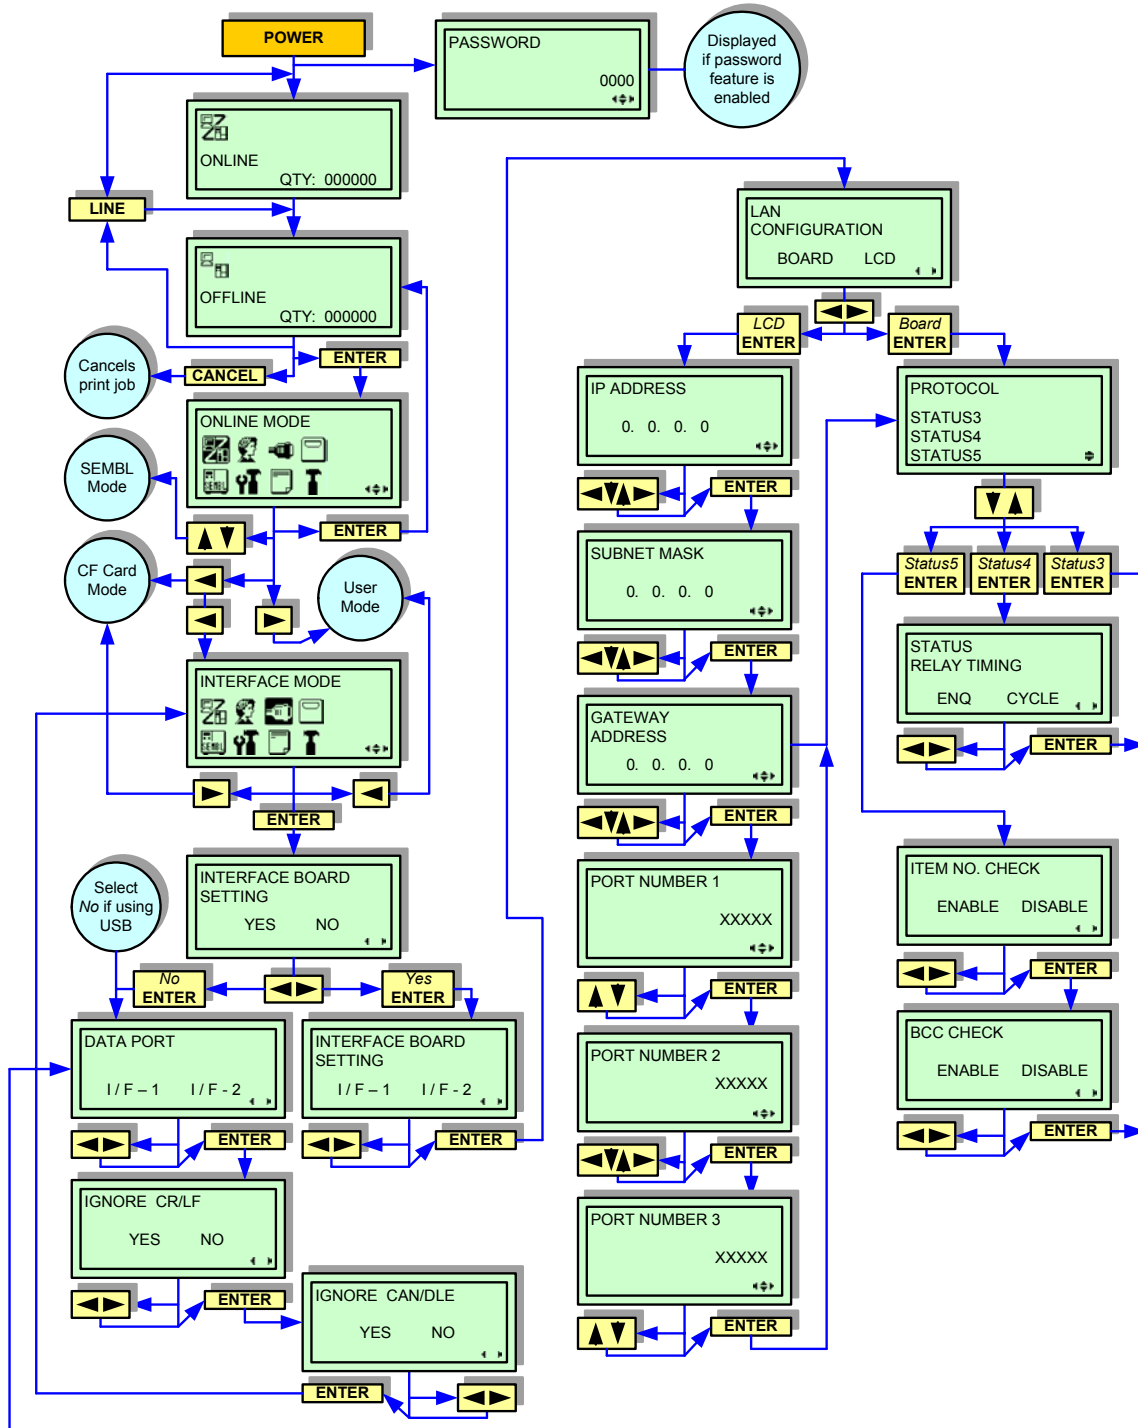 POWER
PASSWORD
0000
Displayed
if password
feature is
enabled
ONLINE
QTY: 000000
LINE
OFFLINE
QTY: 000000
ENTER
CANCEL
Cancels
print job
ONLINE MODE
SEMBL
SEMBL
Mode
ENTER
CF Card
Mode
User
Mode
INTERFACE MODE
SEMBL
ENTER
INTERFACE BOARD
SETTING
YES NO
Select
No if using
USB
No
ENTER
Yes
ENTER
DATA PORT
I / F – 1 I / F - 2
INTERFACE BOARD
SETTING
I / F – 1 I / F - 2
ENTER
ENTER
IGNORE CR/LF
YES NO
ENTER
IGNORE CAN/DLE
YES NO
ENTER
LAN
CONFIGURATION
BOARD LCD
LCD
ENTER
Board
ENTER
IP ADDRESS
0. 0. 0. 0
ENTER
SUBNET MASK
0. 0. 0. 0
ENTER
GATEWAY
ADDRESS
0. 0. 0. 0
ENTER
PORT NUMBER 1
XXXXX
ENTER
PORT NUMBER 2
XXXXX
ENTER
PORT NUMBER 3
XXXXX
ENTER
PROTOCOL
STATUS3
STATUS4
STATUS5
Status5
ENTER
Status4
ENTER
Status3
ENTER
STATUS
RELAY TIMING
ENQ CYCLE
ENTER
ITEM NO. CHECK
ENABLE DISABLE
ENTER
BCC CHECK
ENABLE DISABLE
ENTER